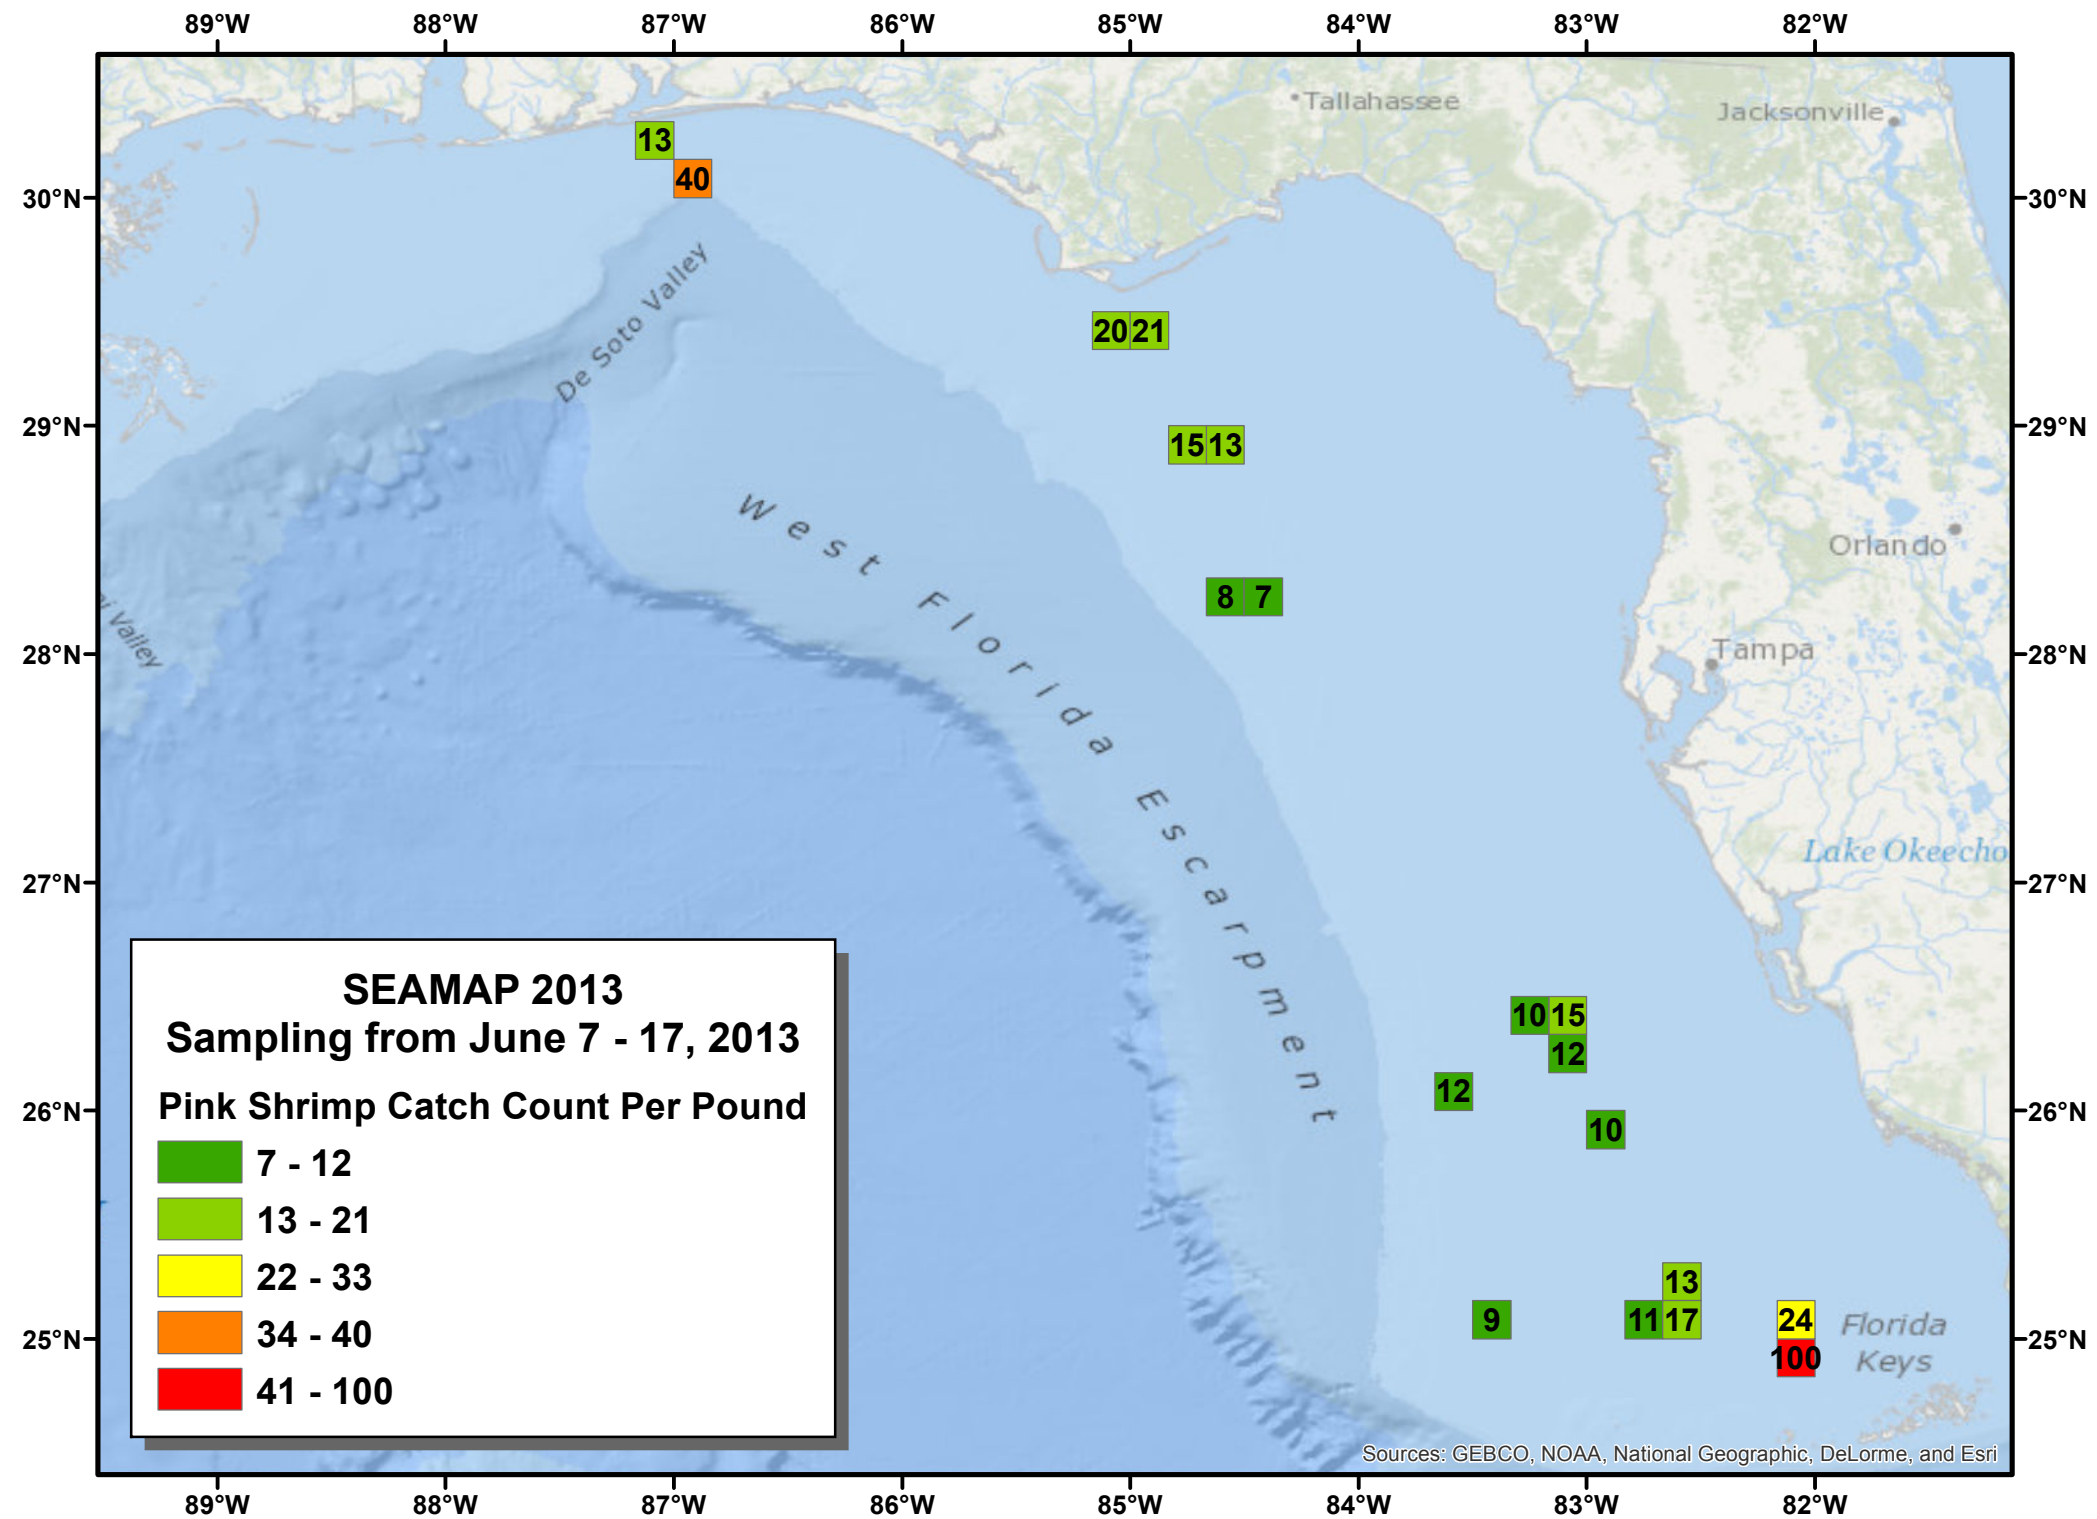 89°W 88°W 87°W 86°W 85°W 84°W 83°W 82°W
Tallahassee
Jacksonville
13
40
30°N 30°N
De Soto Valley
20 21
29°N 29°N
15 13
West Florida Escarpment
Orlando
8 7
Valley
28°N 28°N
Tampa
Lake Okeecho
27°N 27°N
SEAMAP 2013
Sampling from June 7 - 17, 2013
Pink Shrimp Catch Count Per Pound
7 - 12
13 - 21
22 - 33
34 - 40
41 - 100
10 15
12
12
26°N 26°N
10
13
9
11 17
24
100
Florida
Keys
25°N 25°N
Sources: GEBCO, NOAA, National Geographic, DeLorme, and Esri
89°W 88°W 87°W 86°W 85°W 84°W 83°W 82°W